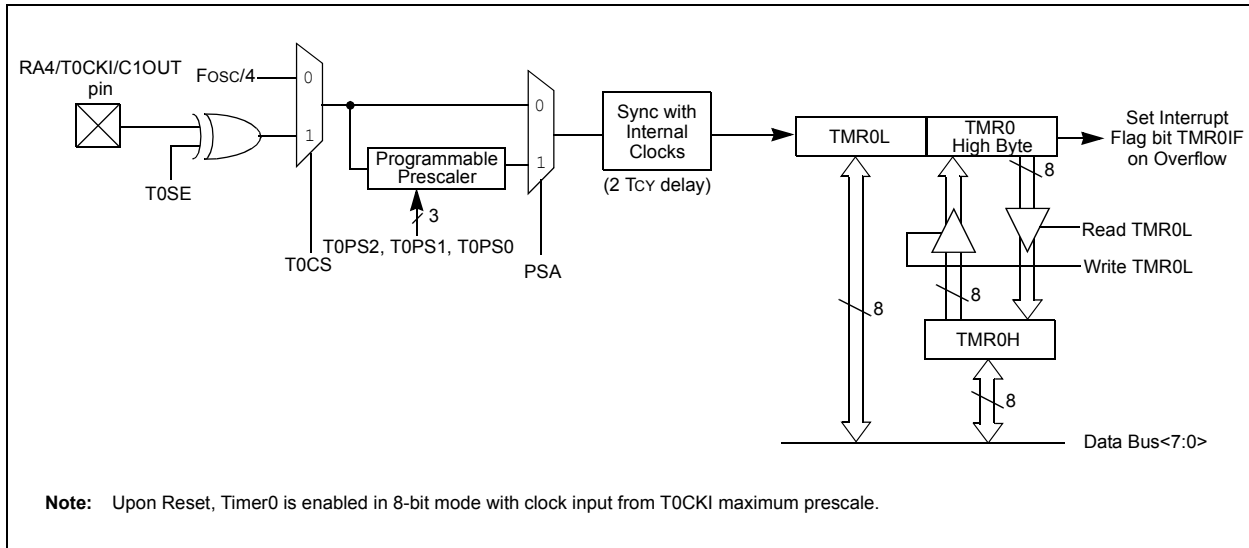 RA4/T0CKI/C1OUT
pin
FOSC/4
0
1
T0SE
T0CS
Programmable
Prescaler
3
T0PS2, T0PS1, T0PS0
0
1
PSA
Sync with
Internal
Clocks
(2 TCY delay)
TMR0L
TMR0
High Byte
Set Interrupt
Flag bit TMR0IF
on Overflow
8
Read TMR0L
Write TMR0L
8
8
TMR0H
8
Data Bus<7:0>
Note: Upon Reset, Timer0 is enabled in 8-bit mode with clock input from T0CKI maximum prescale.